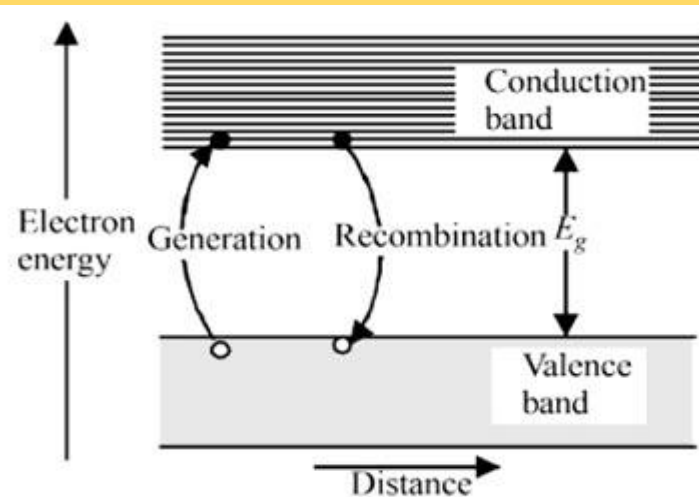 Conduction
band
Electron
energy
Generation
Recombination
E_g
Valence
band
Distance